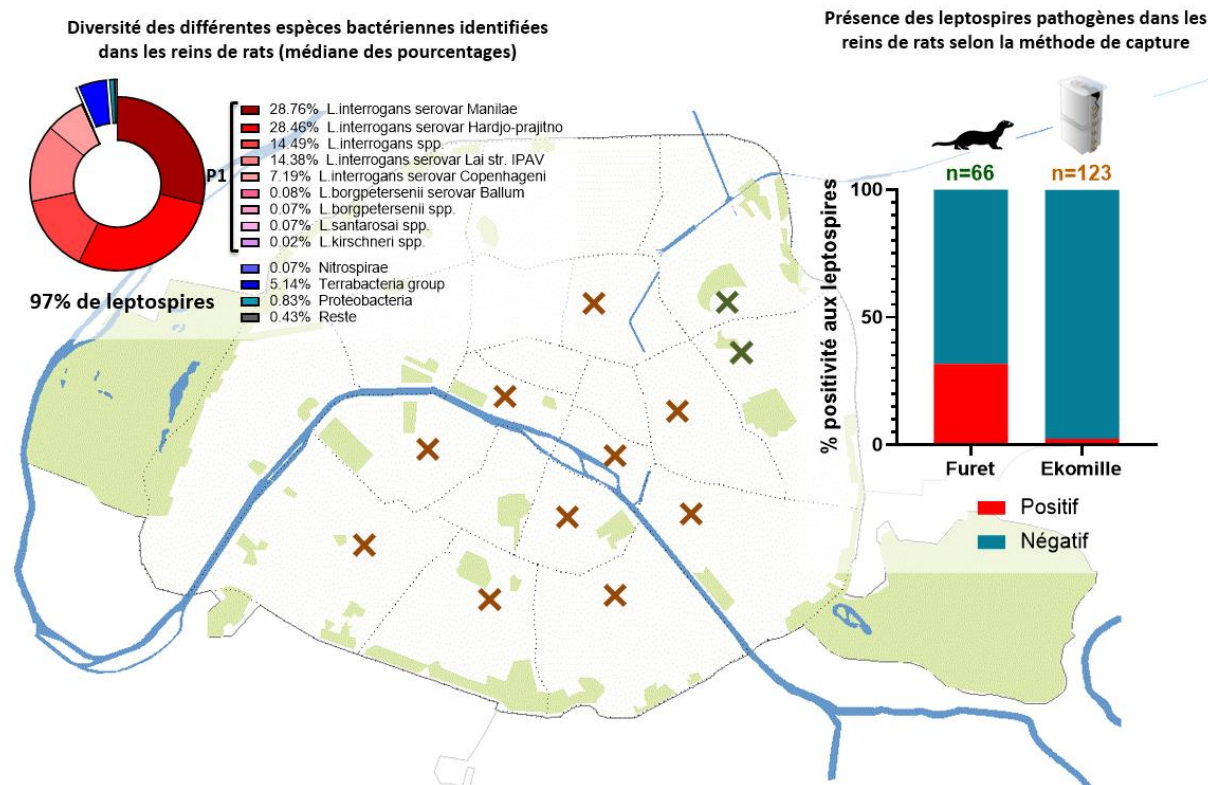 Diversité des différentes espèces bactériennes identifiées
dans les reins de rats (médiane des pourcentages)
P1
28.76% L.interrogans serovar Manilae
28.46% L.interrogans serovar Hardjo-prajitno
14.49% L.interrogans spp.
14.38% L.interrogans serovar Lai str. IPAV
7.19% L.interrogans serovar Copenhageni
0.08% L.borgpetersenii serovar Ballum
0.07% L.borgpetersenii spp.
0.07% L.santarosai spp.
0.02% L.kirschneri spp.
0.07% Nitrospirae
5.14% Terrabacteria group
0.83% Proteobacteria
0.43% Reste
97% de leptospires
Présence des leptospires pathogènes dans les
reins de rats selon la méthode de capture
n=66
n=123
% positivité aux leptospires
100
50
0
Furet
Ekomille
Positif
Négatif